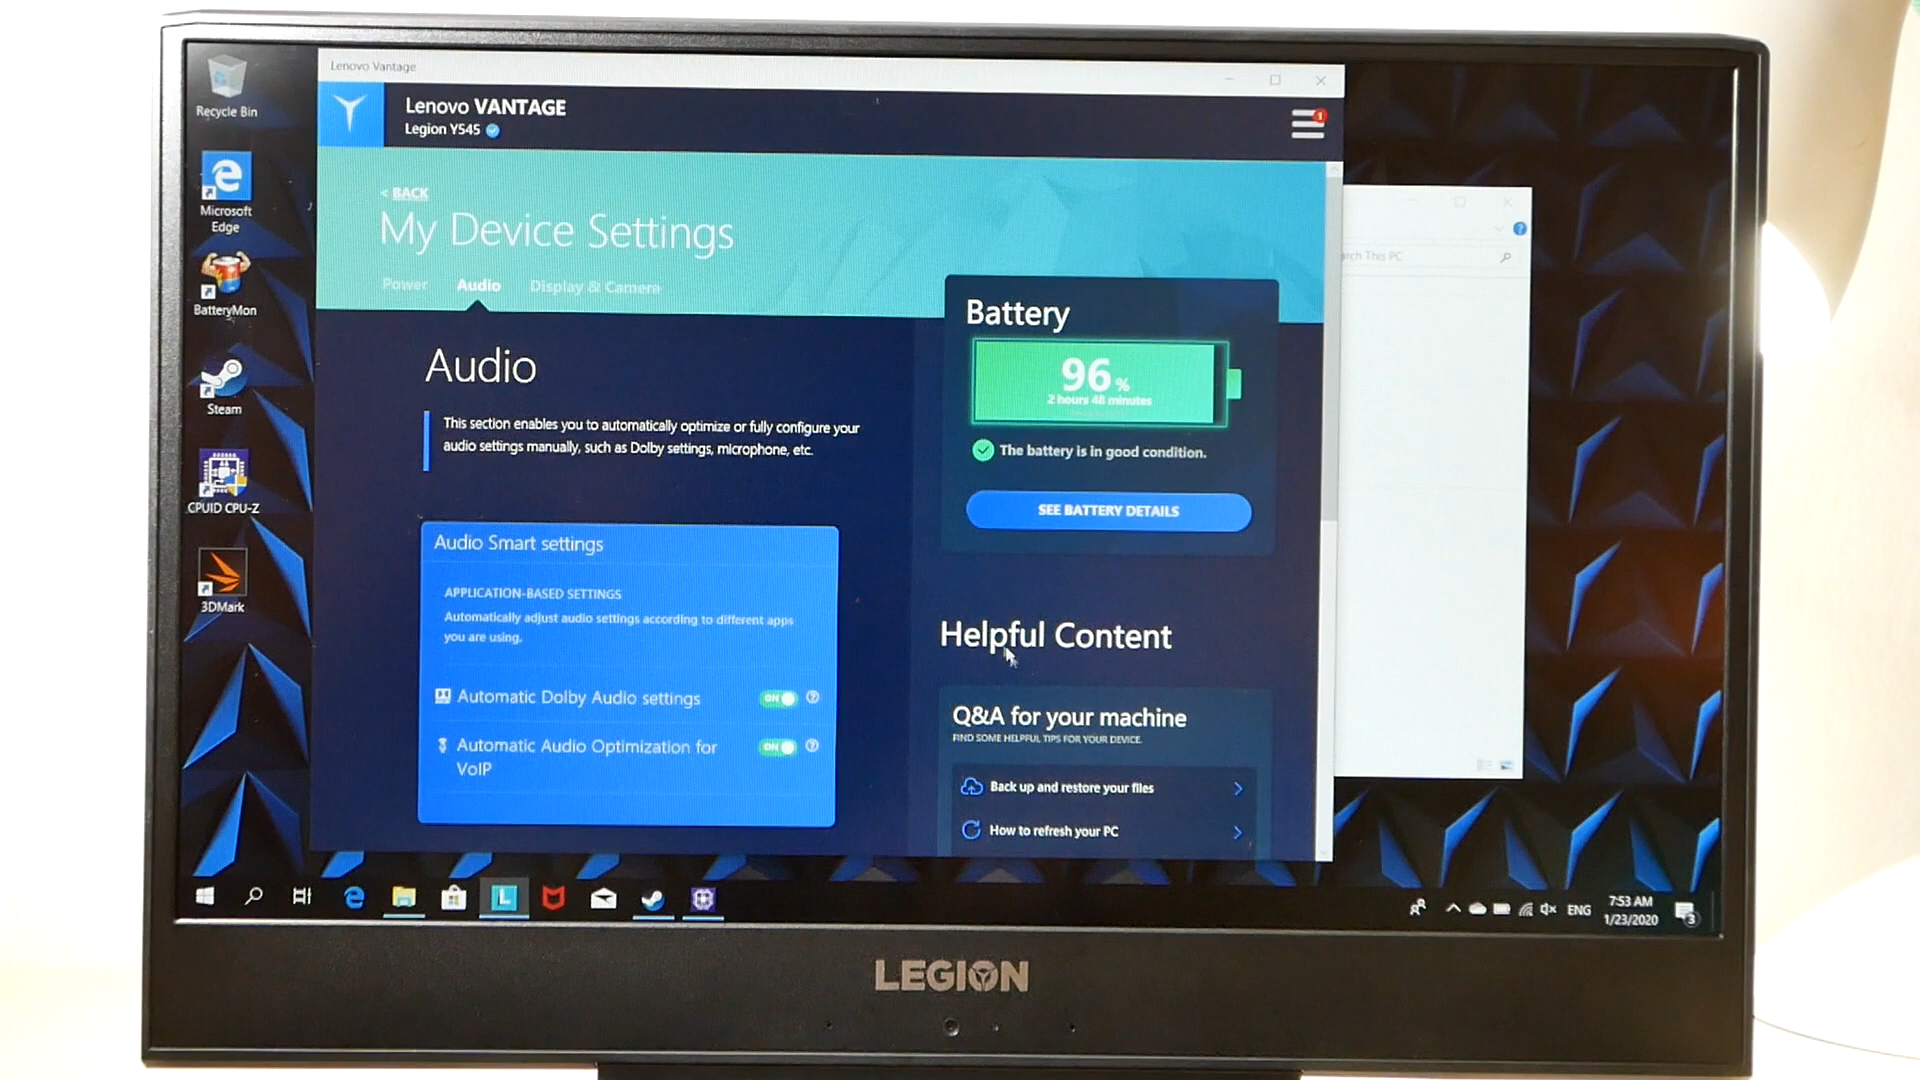 Recycle Bin
Microsoft
Edge
BatteryMon
Steam
CPUID CPU-Z
3DMark
Lenovo Vantage
Lenovo VANTAGE
Legion Y545
1
< BACK
My Device Settings
Power Audio Display & Camera
Audio
This section enables you to automatically optimize or fully configure your
audio settings manually, such as Dolby settings, microphone, etc.
Audio Smart settings
APPLICATION-BASED SETTINGS
Automatically adjust audio settings according to different apps
you are using.
Automatic Dolby Audio settings ON ?
Automatic Audio Optimization for ON ?
VoIP
Battery
96 %
2 hours 48 minutes
The battery is in good condition.
SEE BATTERY DETAILS
Helpful Content
Q&A for your machine
FIND SOME HELPFUL TIPS FOR YOUR DEVICE.
Back up and restore your files
How to refresh your PC
This PC
?
L
ENG
7:53 AM
1/23/2020
3
LEGION